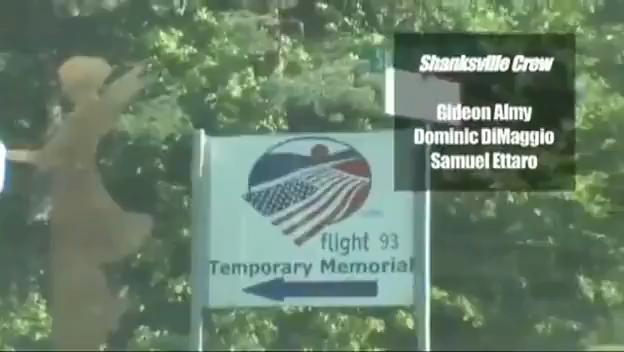 Shanksville Crew
Gideon Almy
Dominic DiMaggio
Samuel Ettaro
flight 93
Temporary Memorial